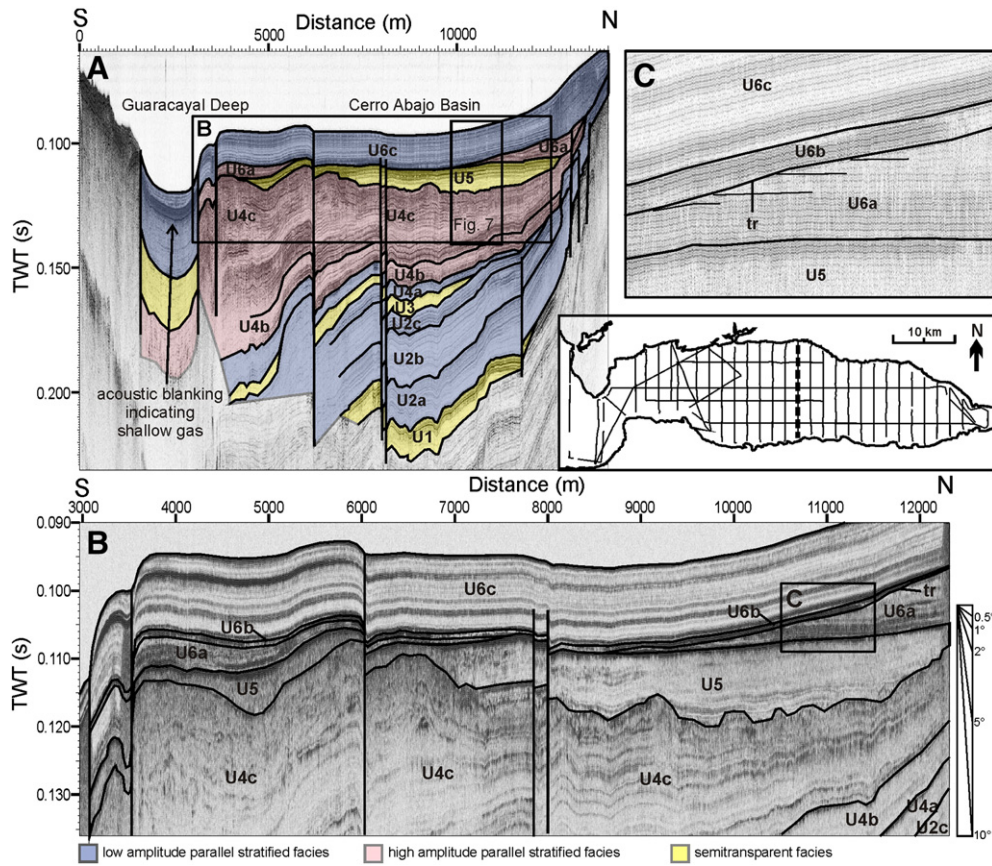 S
Distance (m)
N
0
5000
10000
A
Guaracayal Deep
Cerro Abajo Basin
B
U6c
U6a
U6a
U5
U4c
U4c
Fig. 7
U4b
U4b
U4a
U3
U2c
U2b
U2a
U1
acoustic blanking
indicating
shallow gas
TWT (s)
0.100
0.150
0.200
C
U6c
U6b
U6a
tr
U5
10 km
N
S
Distance (m)
N
3000 4000 5000 6000 7000 8000 9000 10000 11000 12000
0.090
0.100
0.110
0.120
0.130
TWT (s)
B
U6c
U6b
U6a
U5
U4c
U4c
U4c
U5
U6b
C
tr
U6a
U4b
U4a
U2c
0.5°
1°
2°
5°
10°
low amplitude parallel stratified facies
high amplitude parallel stratified facies
semitransparent facies